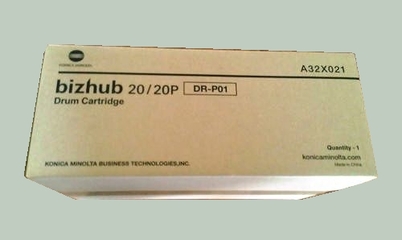 KONICA MINOLTA
A32X021
bizhub 20/20P DR-P01
Drum Cartridge
Quantity - 1
KONICA MINOLTA BUSINESS TECHNOLOGIES,INC.
konicaminolta.com
Made in China